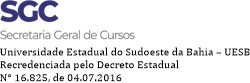 SGC
Secretaria Geral de Cursos
Universidade Estadual do Sudoeste da Bahia – UESB
Recredenciada pelo Decreto Estadual
N° 16.825, de 04.07.2016